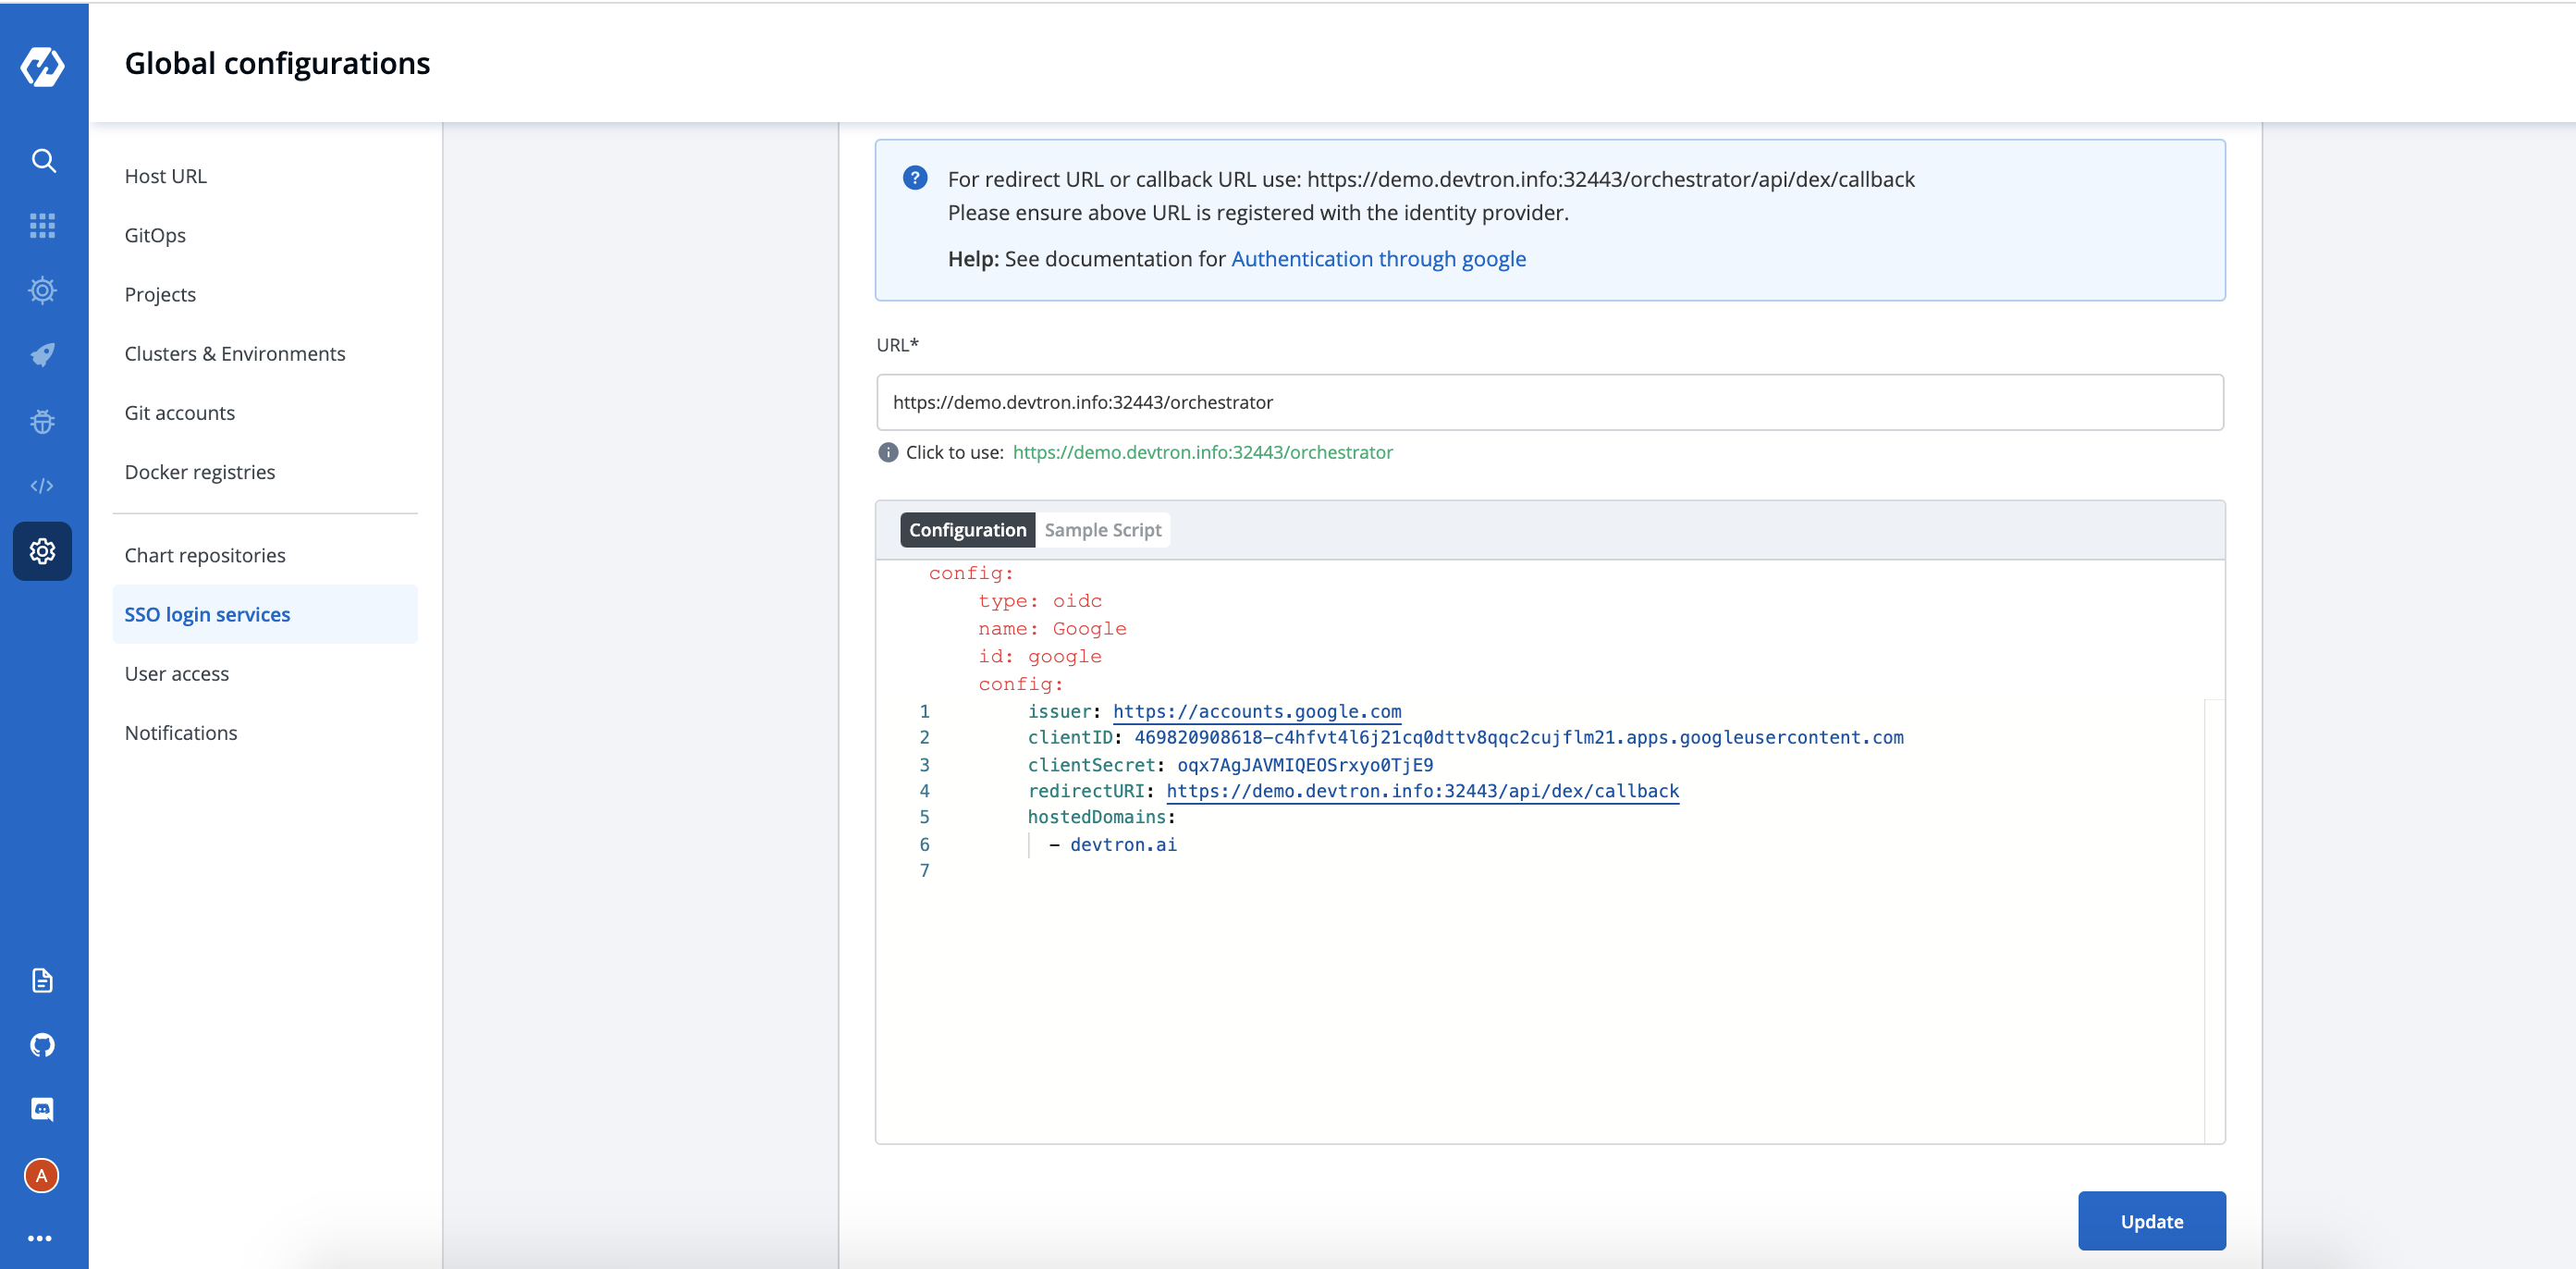 Global configurations
Host URL
GitOps
Projects
Clusters & Environments
Git accounts
Docker registries
Chart repositories
SSO login services
User access
Notifications
A
For redirect URL or callback URL use: https://demo.devtron.info:32443/orchestrator/api/dex/callback
Please ensure above URL is registered with the identity provider.
Help: See documentation for Authentication through google
URL*
https://demo.devtron.info:32443/orchestrator
Click to use: https://demo.devtron.info:32443/orchestrator
Configuration Sample Script
config:
type: oidc
name: Google
id: google
config:
1 issuer: https://accounts.google.com
2 clientID: 469820908618-c4hfvt4l6j21cq0dttv8qqc2cujflm21.apps.googleusercontent.com
3 clientSecret: oqx7AgJAVMIQEOSrxyo0TjE9
4 redirectURI: https://demo.devtron.info:32443/api/dex/callback
5 hostedDomains:
6 - devtron.ai
7
Update